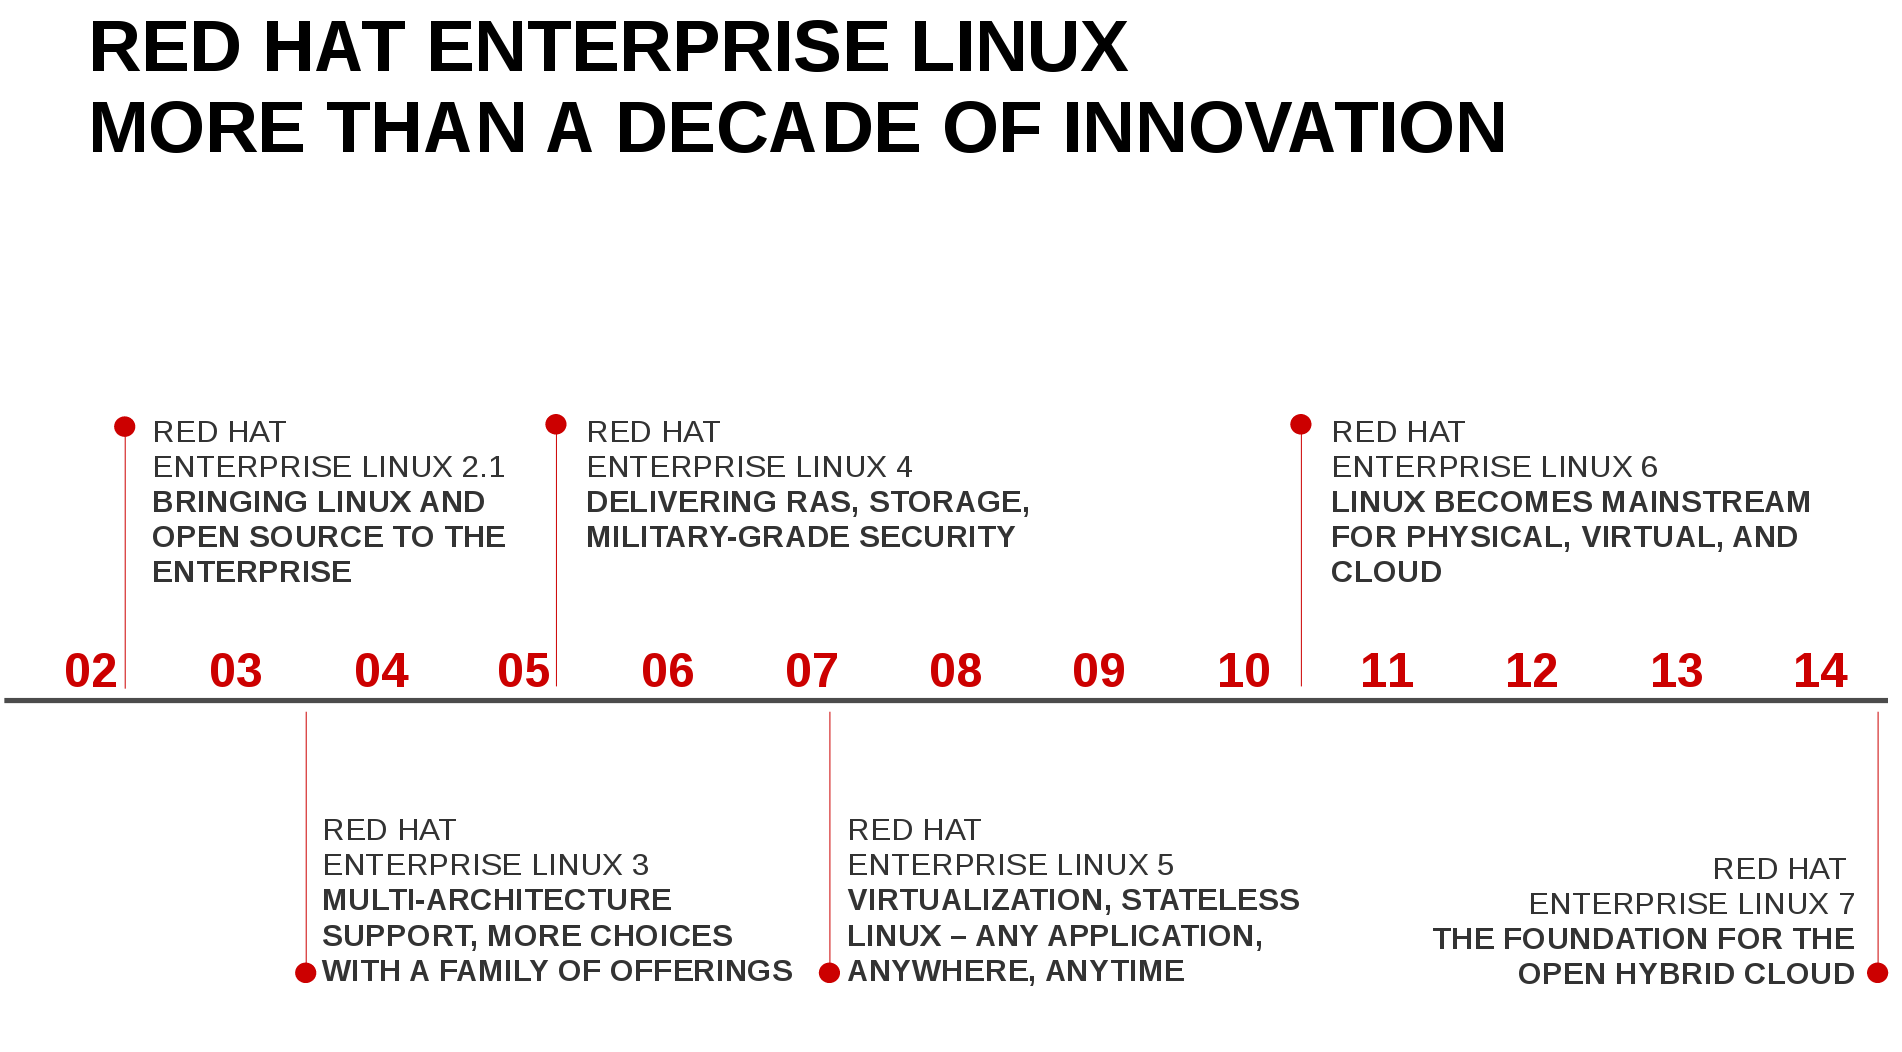 RED HAT ENTERPRISE LINUX
MORE THAN A DECADE OF INNOVATION
RED HAT
ENTERPRISE LINUX 2.1
BRINGING LINUX AND
OPEN SOURCE TO THE
ENTERPRISE
RED HAT
ENTERPRISE LINUX 4
DELIVERING RAS, STORAGE,
MILITARY-GRADE SECURITY
RED HAT
ENTERPRISE LINUX 6
LINUX BECOMES MAINSTREAM
FOR PHYSICAL, VIRTUAL, AND
CLOUD
02 03 04 05 06 07 08 09 10 11 12 13 14
RED HAT
ENTERPRISE LINUX 3
MULTI-ARCHITECTURE
SUPPORT, MORE CHOICES
WITH A FAMILY OF OFFERINGS
RED HAT
ENTERPRISE LINUX 5
VIRTUALIZATION, STATELESS
LINUX – ANY APPLICATION,
ANYWHERE, ANYTIME
RED HAT
ENTERPRISE LINUX 7
THE FOUNDATION FOR THE
OPEN HYBRID CLOUD